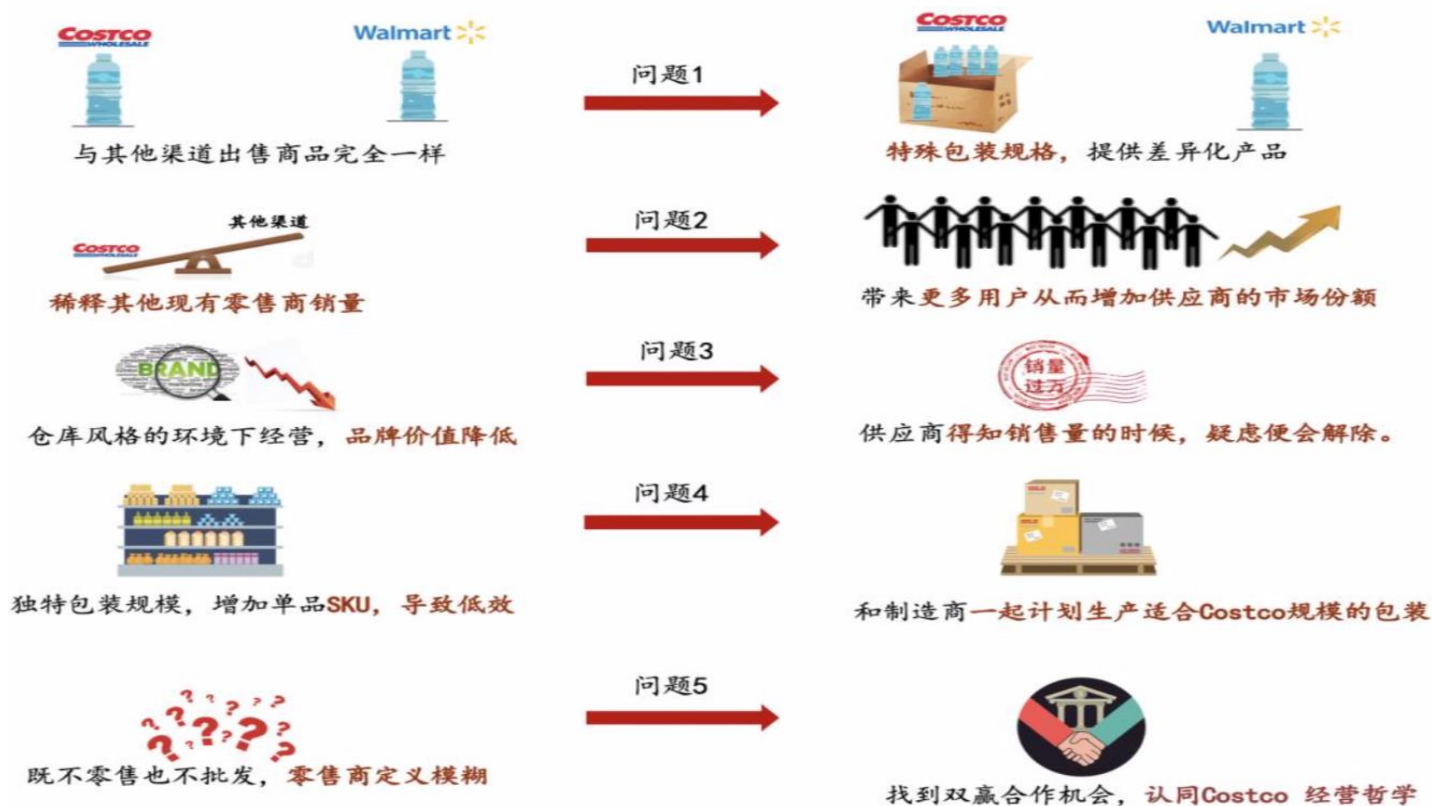 COSTCO
WHOLESALE
Walmart
问题1
COSTCO
WHOLESALE
Walmart
与其他渠道出售商品完全一样
特殊包装规格，提供差异化产品
其他渠道
COSTCO
WHOLESALE
问题2
稀释其他现有零售商销量
带来更多用户从而增加供应商的市场份额
BRAND
问题3
销量
过万
仓库风格的环境下经营，品牌价值降低
供应商得知销售量的时候，疑虑便会解除。
问题4
独特包装规模，增加单品SKU，导致低效
和制造商一起计划生产适合Costco规模的包装
问题5
? ? ? ? ? ? ? ? ? ? ? ?
既不零售也不批发，零售商定义模糊
找到双赢合作机会，认同Costco 经营哲学